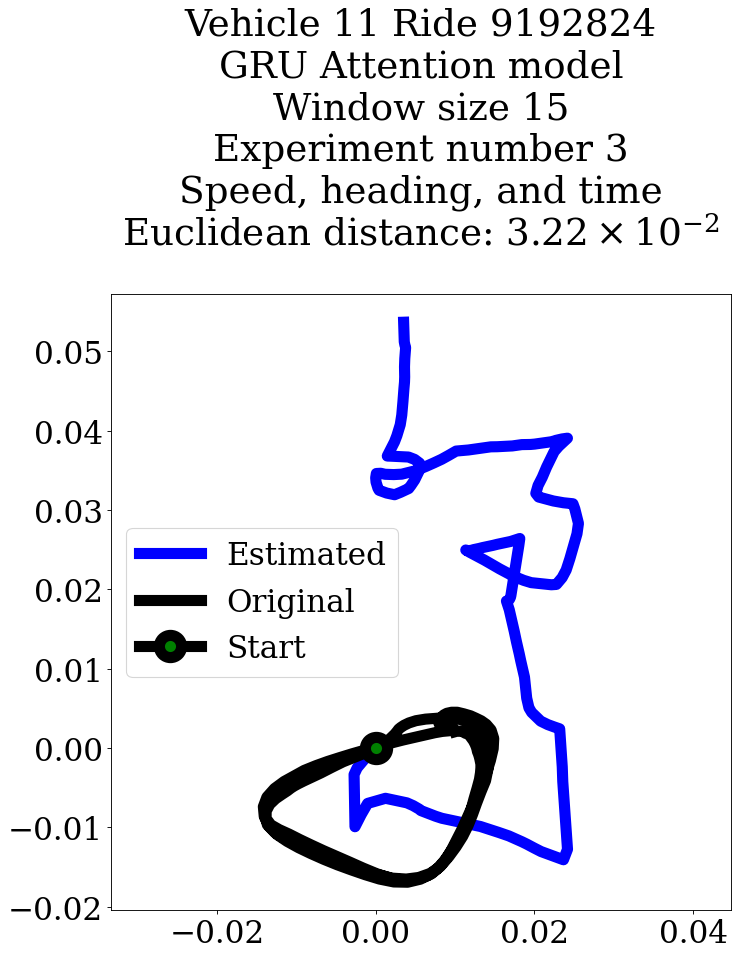 Vehicle 11 Ride 9192824
GRU Attention model
Window size 15
Experiment number 3
Speed, heading, and time
Euclidean distance: 3.22 × 10⁻²
0.05
0.04
0.03
0.02
0.01
0.00
−0.01
−0.02
Estimated
Original
Start
−0.02 0.00 0.02 0.04